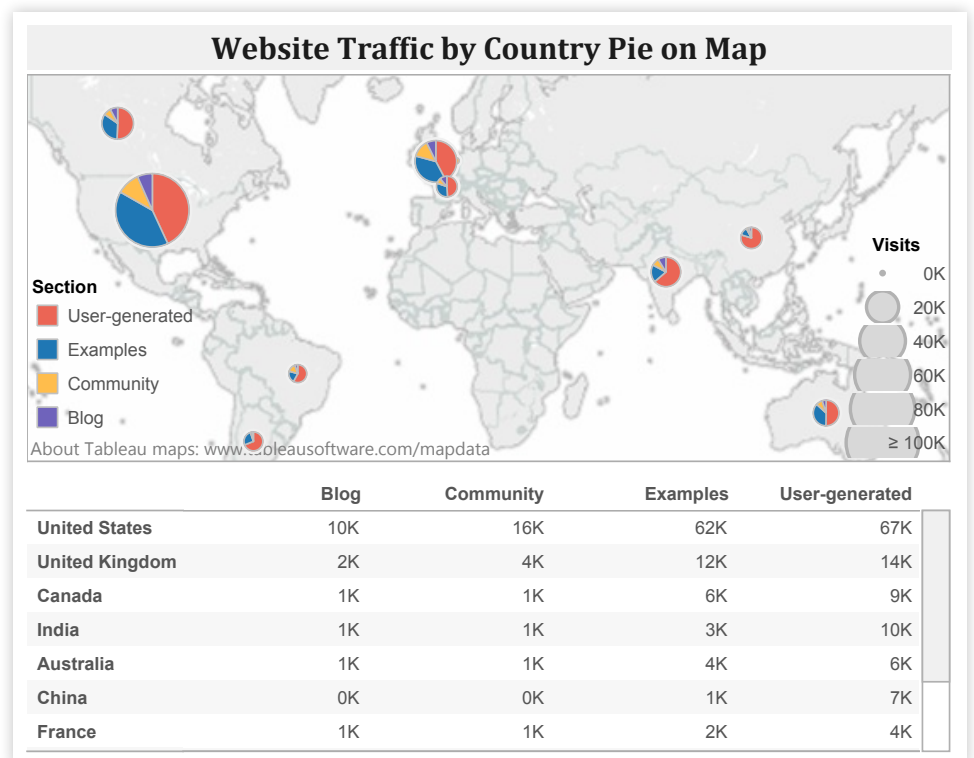 Website Traffic by Country Pie on Map
Visits
0K
20K
40K
60K
80K
≥ 100K
Section
User-generated
Examples
Community
Blog
About Tableau maps: www.tableausoftware.com/mapdata
Blog Community Examples User-generated
United States 10K 16K 62K 67K
United Kingdom 2K 4K 12K 14K
Canada 1K 1K 6K 9K
India 1K 1K 3K 10K
Australia 1K 1K 4K 6K
China 0K 0K 1K 7K
France 1K 1K 2K 4K